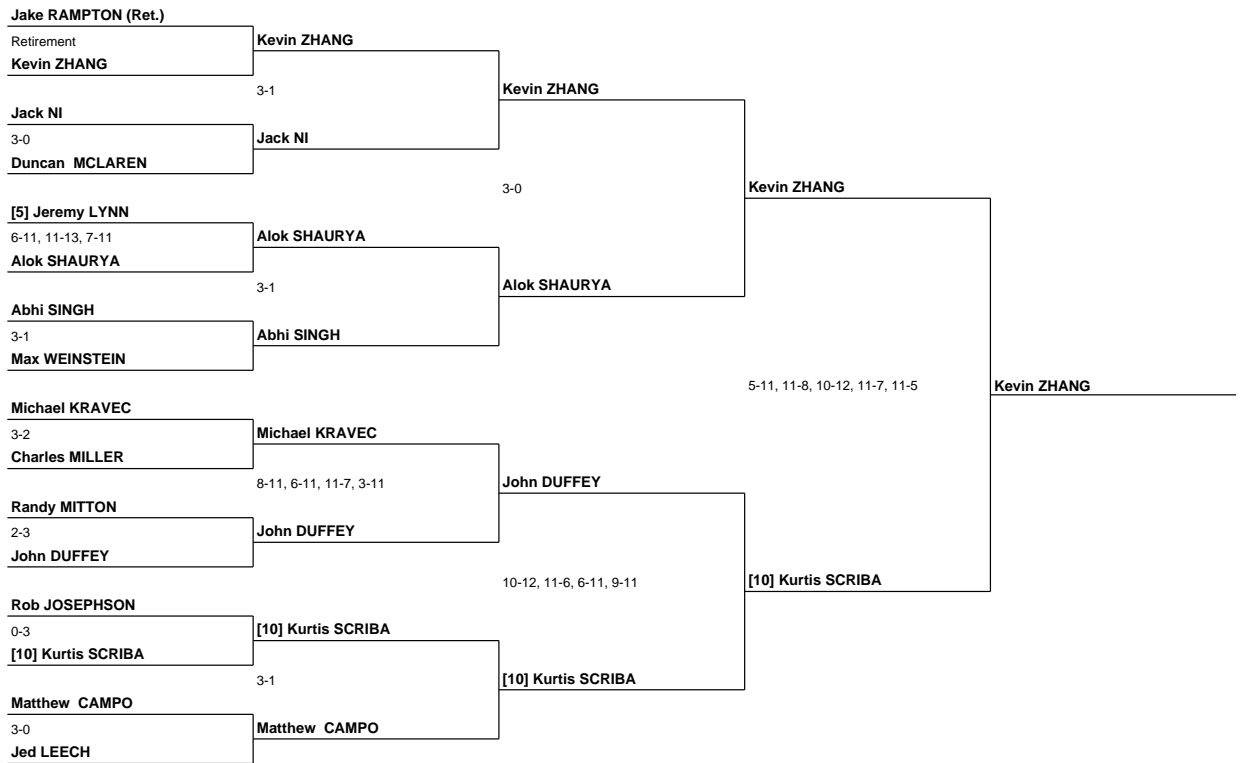 Jake RAMPTON (Ret.)
Retirement
Kevin ZHANG
Kevin ZHANG
3-1
Kevin ZHANG
Jack NI
3-0
Jack NI
Duncan  MCLAREN
3-0
Kevin ZHANG
[5] Jeremy LYNN
6-11, 11-13, 7-11
Alok SHAURYA
Alok SHAURYA
3-1
Alok SHAURYA
Abhi SINGH
3-1
Abhi SINGH
Max WEINSTEIN
5-11, 11-8, 10-12, 11-7, 11-5
Kevin ZHANG
Michael KRAVEC
3-2
Michael KRAVEC
Charles MILLER
8-11, 6-11, 11-7, 3-11
John DUFFEY
Randy MITTON
2-3
John DUFFEY
John DUFFEY
10-12, 11-6, 6-11, 9-11
[10] Kurtis SCRIBA
Rob JOSEPHSON
0-3
[10] Kurtis SCRIBA
[10] Kurtis SCRIBA
3-1
[10] Kurtis SCRIBA
Matthew  CAMPO
3-0
Matthew  CAMPO
Jed LEECH